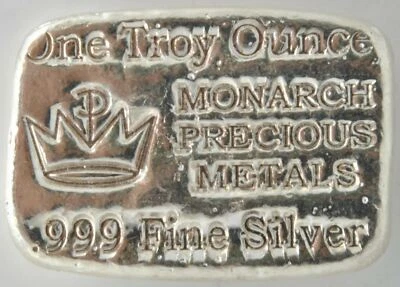 One Troy Ounce
MONARCH
PRECIOUS
METALS
.999 Fine Silver